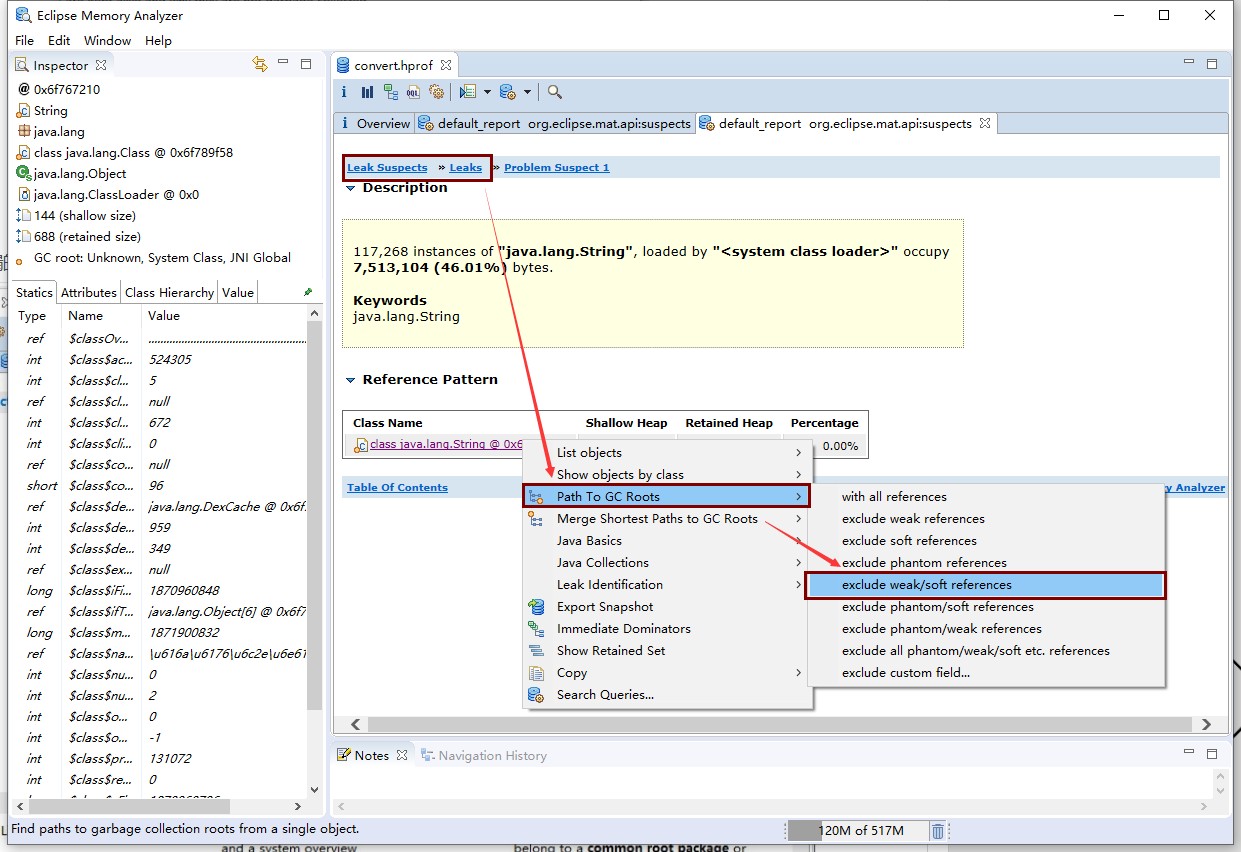 Eclipse Memory Analyzer
File Edit Window Help
Inspector
@ 0x6f767210
String
java.lang
class java.lang.Class @ 0x6f789f58
java.lang.Object
java.lang.ClassLoader @ 0x0
144 (shallow size)
688 (retained size)
GC root: Unknown, System Class, JNI Global
Statics Attributes Class Hierarchy Value
Type Name Value
ref $classOv...
int $class$ac... 524305
int $class$cl... 5
ref $class$cl... null
int $class$cl... 672
int $class$cli... 0
ref $class$co... null
short $class$co... 96
ref $class$de... java.lang.DexCache @ 0x6f.
int $class$de... 959
int $class$de... 349
ref $class$ex... null
long $class$iFi... 1870960848
ref $class$ifT... java.lang.Object[6] @ 0x6f7
long $class$m... 1871900832
ref $class$na... \u616a\u6176\u6c2e\u6e61
int $class$nu... 0
int $class$nu... 2
int $class$o... 0
int $class$o... -1
int $class$pr... 131072
int $class$re... 0
convert.hprof
Overview default_report org.eclipse.mat.api:suspects default_report org.eclipse.mat.api:suspects
Leak Suspects » Leaks » Problem Suspect 1
Description
117,268 instances of "java.lang.String", loaded by "<system class loader>" occupy
7,513,104 (46.01%) bytes.
Keywords
java.lang.String
Reference Pattern
Class Name Shallow Heap Retained Heap Percentage
class java.lang.String @ 0x6 0.00%
Table Of Contents
y Analyzer
List objects
Show objects by class
Path To GC Roots
Merge Shortest Paths to GC Roots
Java Basics
Java Collections
Leak Identification
Export Snapshot
Immediate Dominators
Show Retained Set
Copy
Search Queries...
with all references
exclude weak references
exclude soft references
exclude phantom references
exclude weak/soft references
exclude phantom/soft references
exclude phantom/weak references
exclude all phantom/weak/soft etc. references
exclude custom field...
Notes Navigation History
Find paths to garbage collection roots from a single object.
120M of 517M
and a system overview
belong to a common root package or